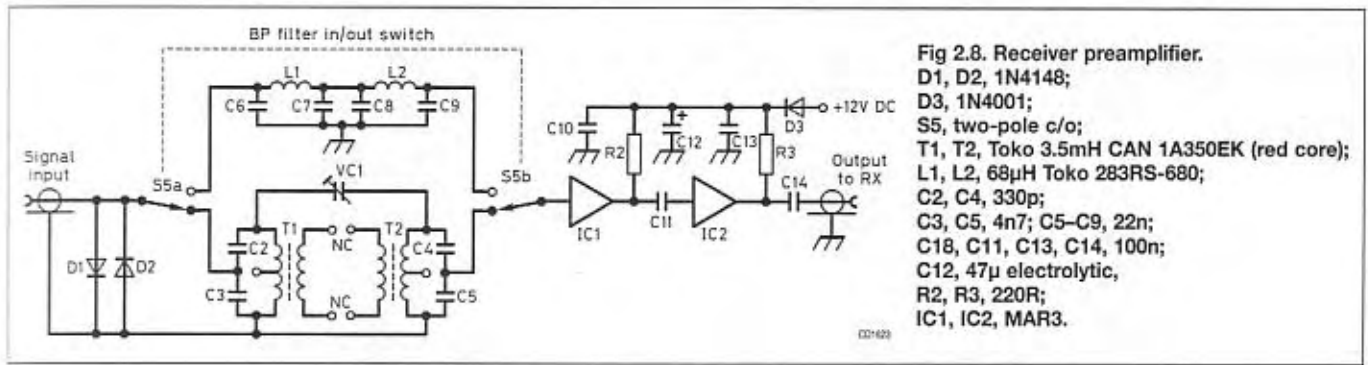 BP filter in/out switch
L1
L2
C6
C7
C8
C9
Signal
input
S5a
VC1
S5b
C2
T1
NC
T2
C4
D1
D2
C3
NC
C5
C10
R2
C12
+
C13
R3
D3
+12V DC
IC1
C11
IC2
C14
Output
to RX
Fig 2.8. Receiver preamplifier.
D1, D2, 1N4148;
D3, 1N4001;
S5, two-pole c/o;
T1, T2, Toko 3.5mH CAN 1A350EK (red core);
L1, L2, 68µH Toko 283RS-680;
C2, C4, 330p;
C3, C5, 4n7; C5–C9, 22n;
C18, C11, C13, C14, 100n;
C12, 47µ electrolytic,
R2, R3, 220R;
IC1, IC2, MAR3.